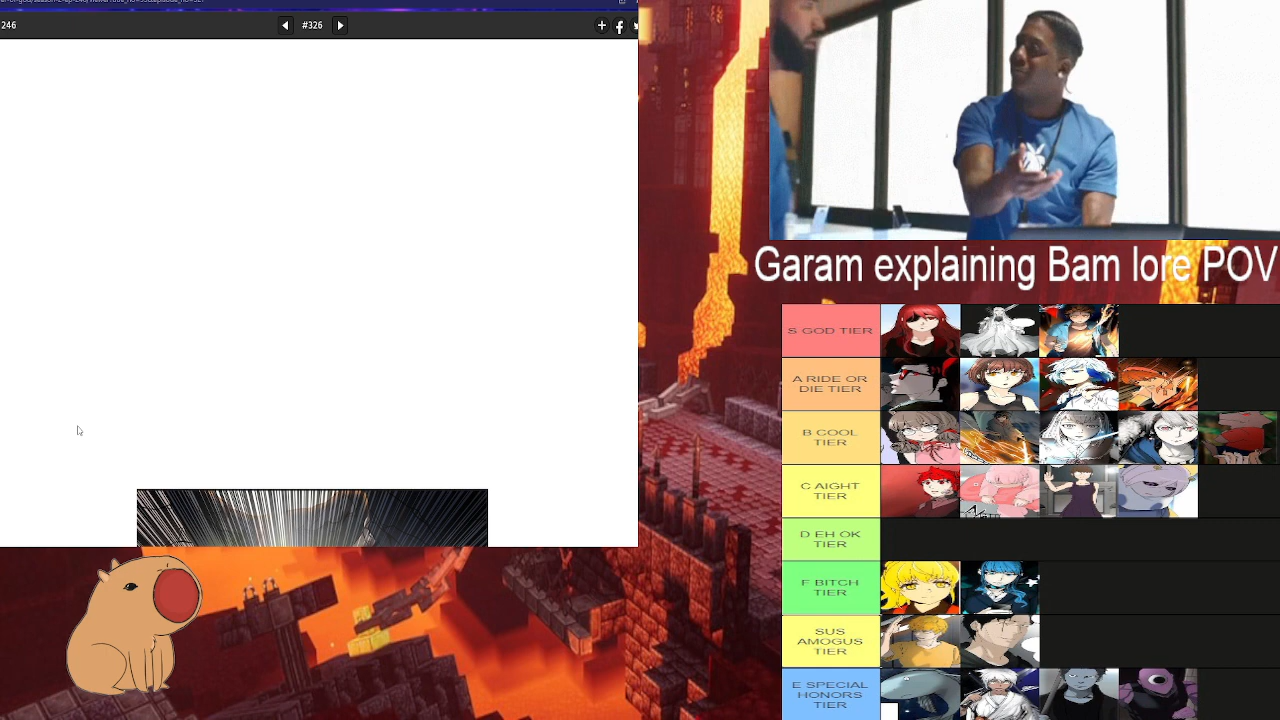 246
#326
Garam explaining Bam lore POV
S GOD TIER
A RIDE OR
DIE TIER
B COOL
TIER
C AIGHT
TIER
D EH OK
TIER
F BITCH
TIER
SUS
AMOGUS
TIER
E SPECIAL
HONORS
TIER